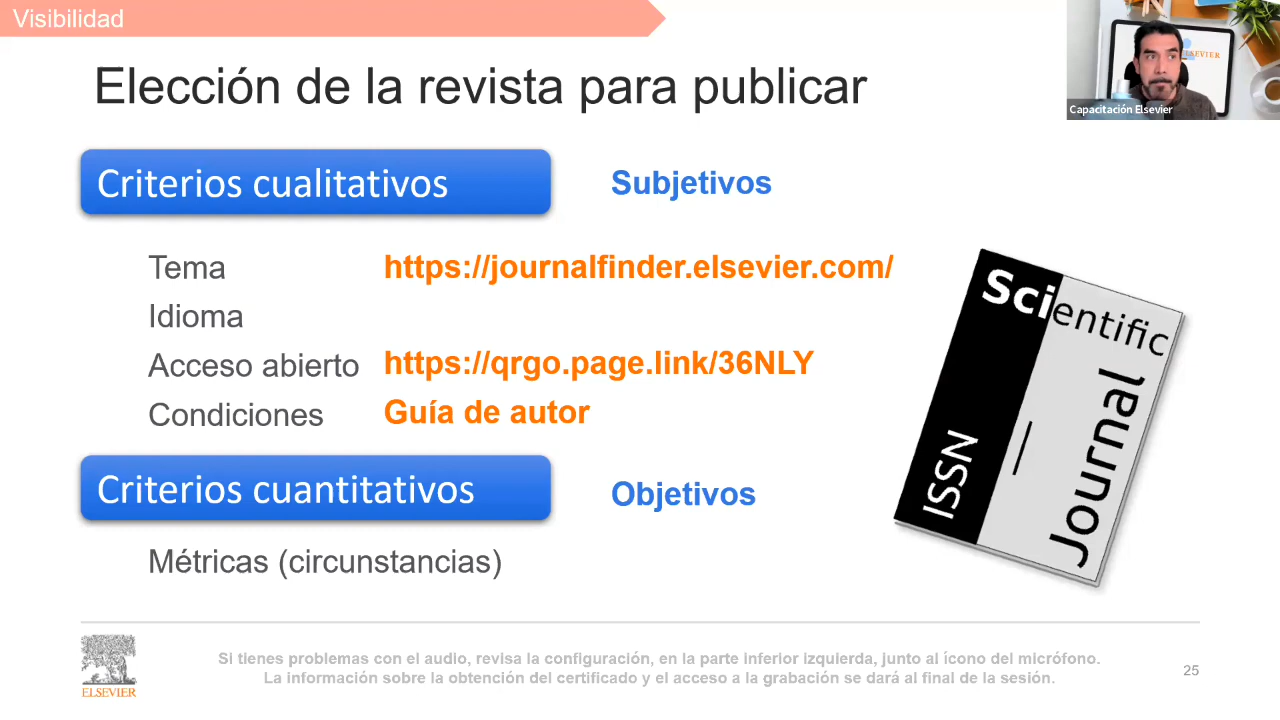 Visibilidad
Elección de la revista para publicar
ELSEVIER
Capacitación Elsevier
Criterios cualitativos
Subjetivos
Tema
https://journalfinder.elsevier.com/
Idioma
Acceso abierto
https://qrgo.page.link/36NLY
Condiciones
Guía de autor
Scientific
Journal
ISSN
Criterios cuantitativos
Objetivos
Métricas (circunstancias)
Si tienes problemas con el audio, revisa la configuración, en la parte inferior izquierda, junto al ícono del micrófono.
La información sobre la obtención del certificado y el acceso a la grabación se dará al final de la sesión.
ELSEVIER
25